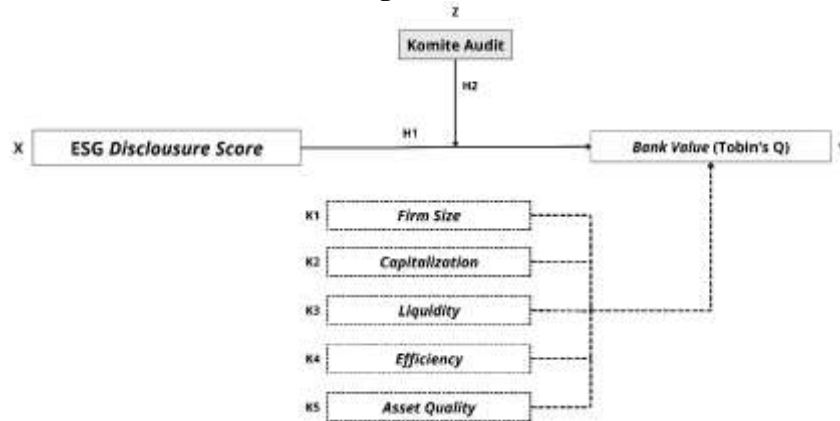 Z
Komite Audit
H2
H1
X
ESG Disclousure Score
Bank Value (Tobin's Q)
K1
Firm Size
K2
Capitalization
K3
Liquidity
K4
Efficiency
K5
Asset Quality